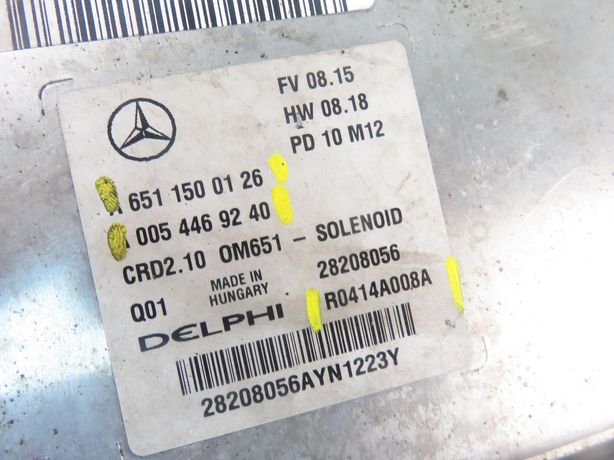 FV 08.15
HW 08.18
PD 10 M12
A 651 150 01 26
A 005 446 92 40
CRD2.10 OM651 - SOLENOID
Q01 MADE IN HUNGARY 28208056
DELPHI R0414A008A
28208056AYN1223Y